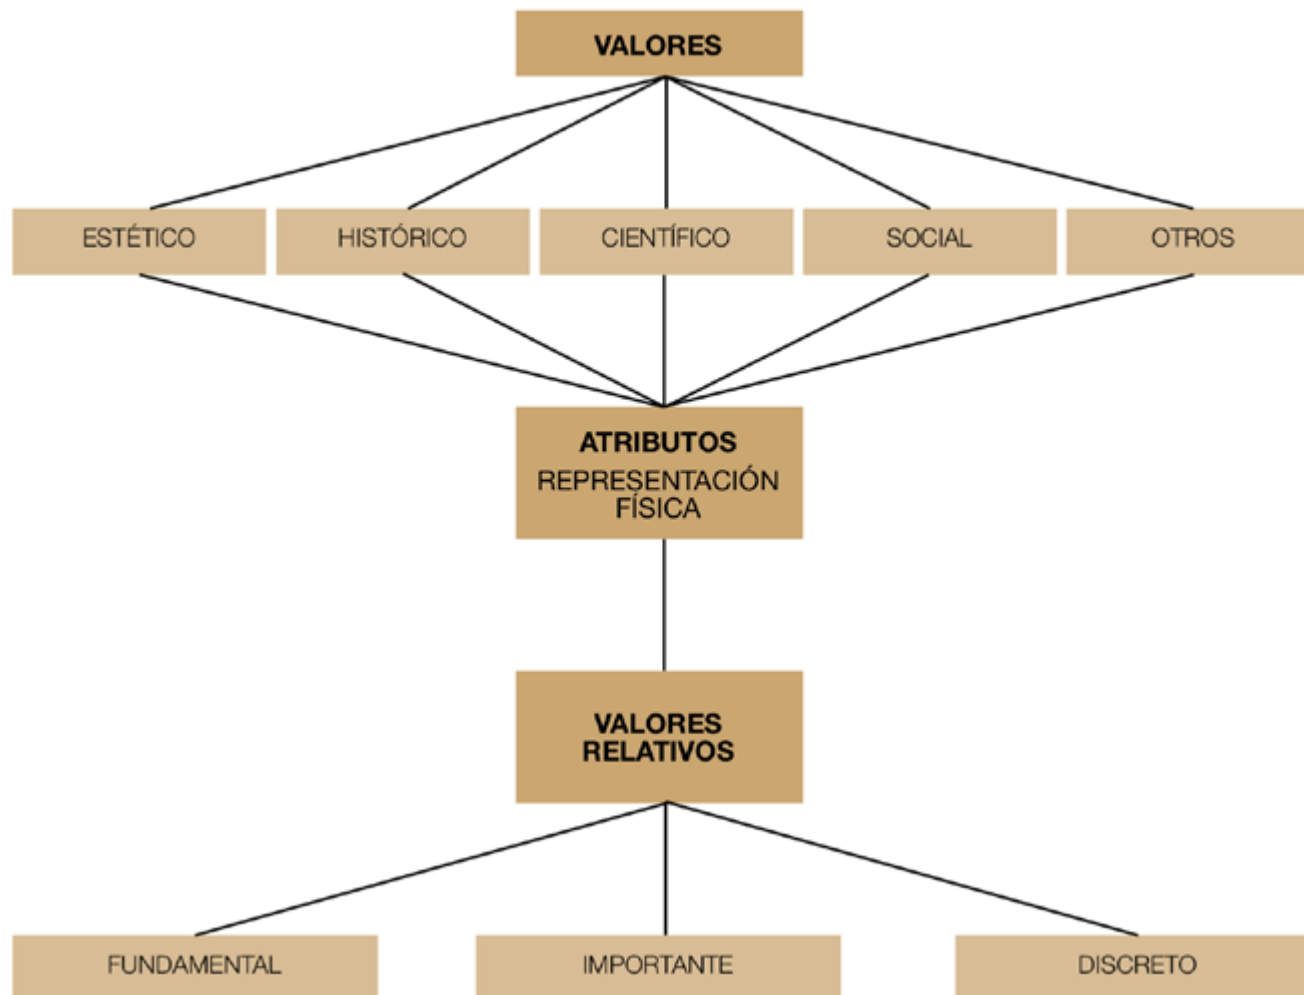 VALORES
ESTÉTICO
HISTÓRICO
CIENTÍFICO
SOCIAL
OTROS
ATRIBUTOS
REPRESENTACIÓN
FÍSICA
VALORES
RELATIVOS
FUNDAMENTAL
IMPORTANTE
DISCRETO